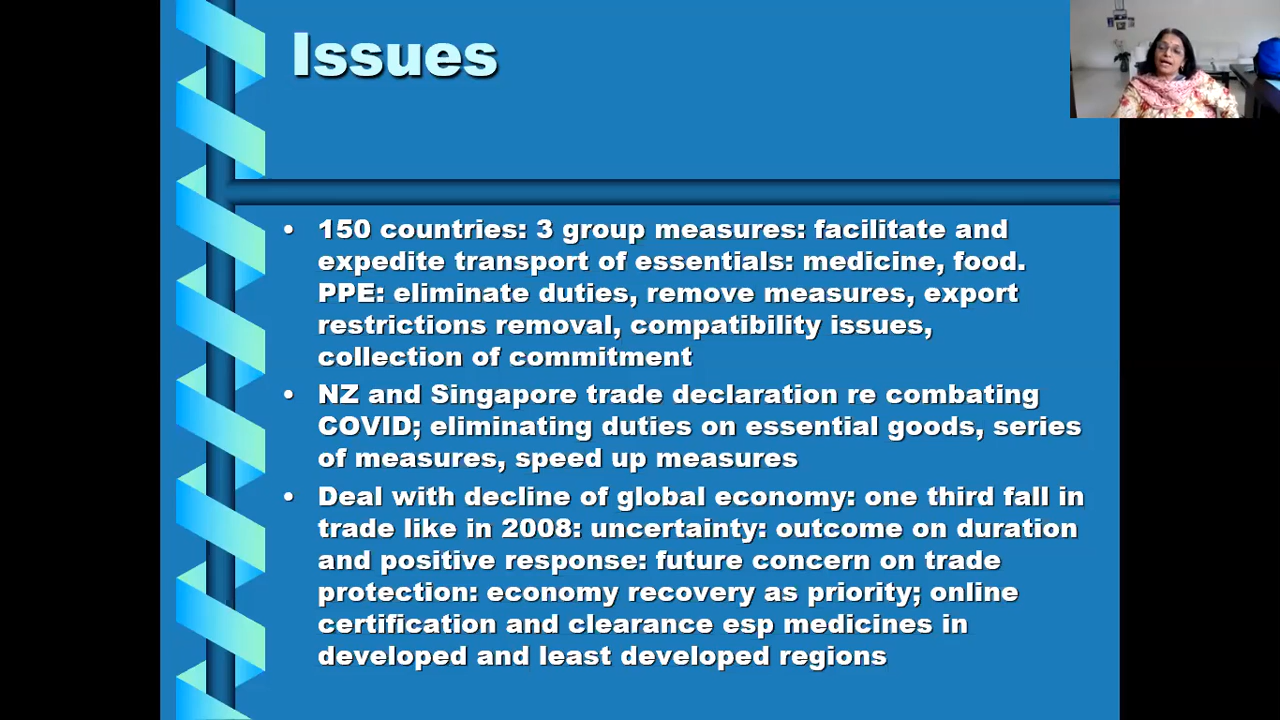 Issues
• 150 countries: 3 group measures: facilitate and
expedite transport of essentials: medicine, food.
PPE: eliminate duties, remove measures, export
restrictions removal, compatibility issues,
collection of commitment
• NZ and Singapore trade declaration re combating
COVID; eliminating duties on essential goods, series
of measures, speed up measures
• Deal with decline of global economy: one third fall in
trade like in 2008: uncertainty: outcome on duration
and positive response: future concern on trade
protection: economy recovery as priority; online
certification and clearance esp medicines in
developed and least developed regions